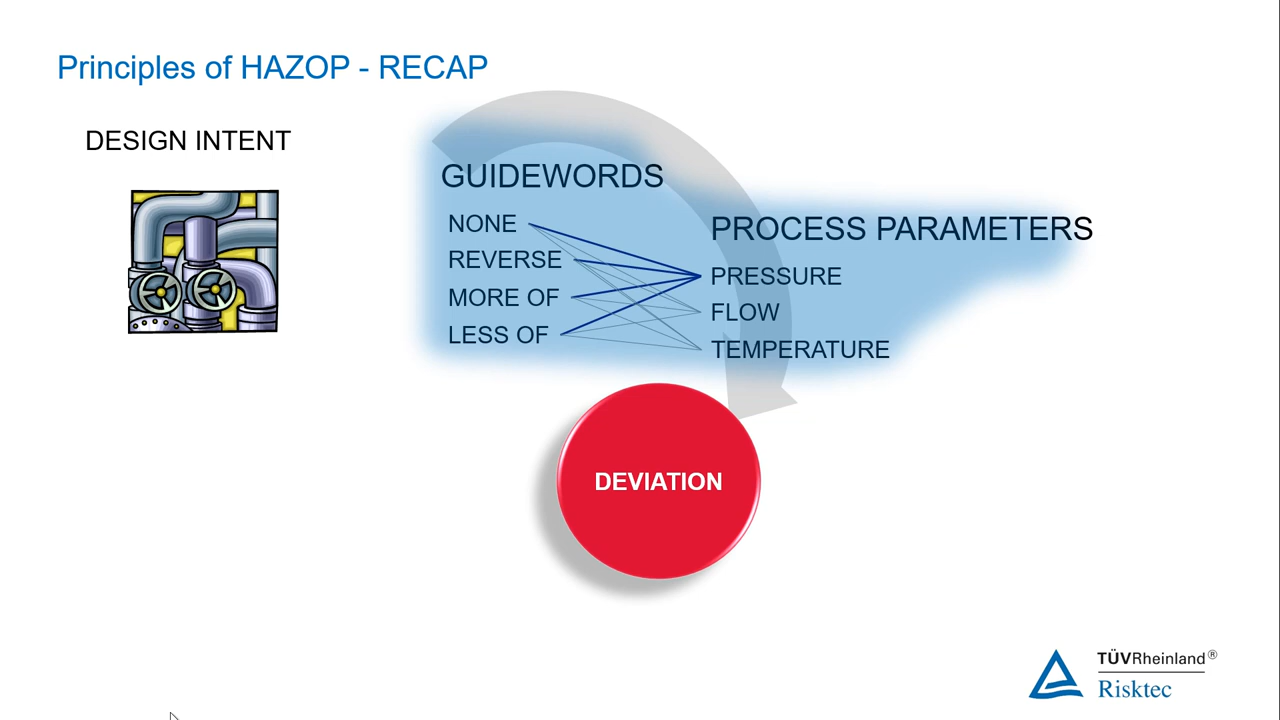 Principles of HAZOP - RECAP
DESIGN INTENT
GUIDEWORDS
NONE
REVERSE
MORE OF
LESS OF
PROCESS PARAMETERS
PRESSURE
FLOW
TEMPERATURE
DEVIATION
TÜVRheinland®
Risktec